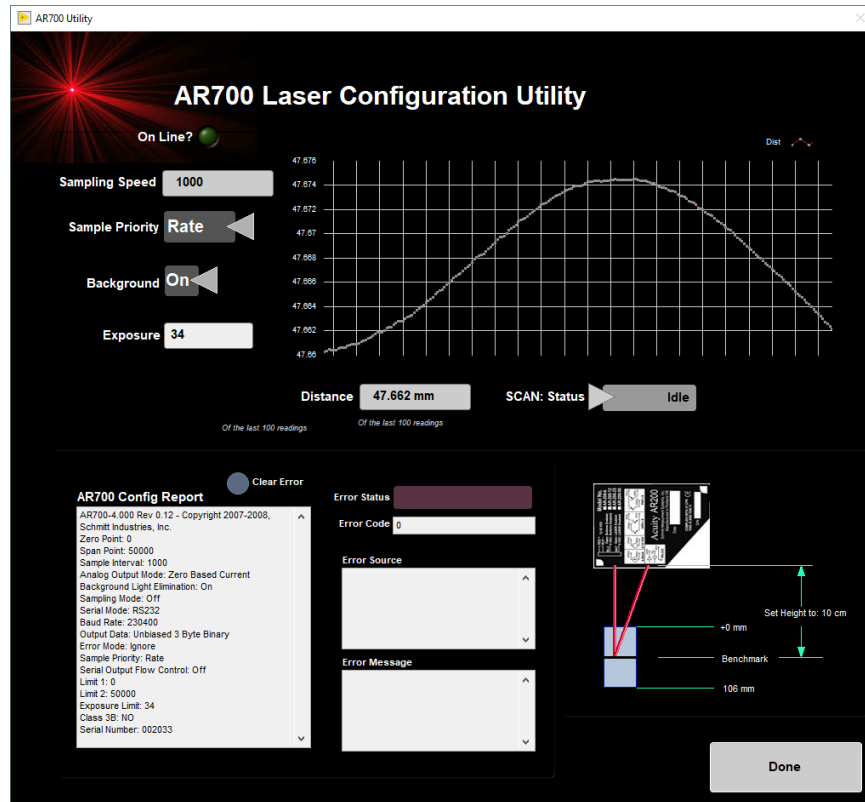 AR700 Utility
AR700 Laser Configuration Utility
On Line?
Dist
Sampling Speed 1000
Sample Priority Rate
Background On
Exposure 34
47.676
47.674
47.672
47.67
47.668
47.666
47.664
47.662
47.66
Distance 47.662 mm
SCAN: Status Idle
Of the last 100 readings
Of the last 100 readings
Clear Error
AR700 Config Report
AR700-4.000 Rev 0.12 - Copyright 2007-2008,
Schmitt Industries, Inc.
Zero Point: 0
Span Point: 50000
Sample Interval: 1000
Analog Output Mode: Zero Based Current
Background Light Elimination: On
Sampling Mode: Off
Serial Mode: RS232
Baud Rate: 230400
Output Data: Unbiased 3 Byte Binary
Error Mode: Ignore
Sample Priority: Rate
Serial Output Flow Control: Off
Limit 1: 0
Limit 2: 50000
Exposure Limit: 34
Class 3B: NO
Serial Number: 002033
Error Status
Error Code 0
Error Source
Error Message
Model No.
Acuity AR200
Set Height to: 10 cm
+0 mm
Benchmark
106 mm
Done